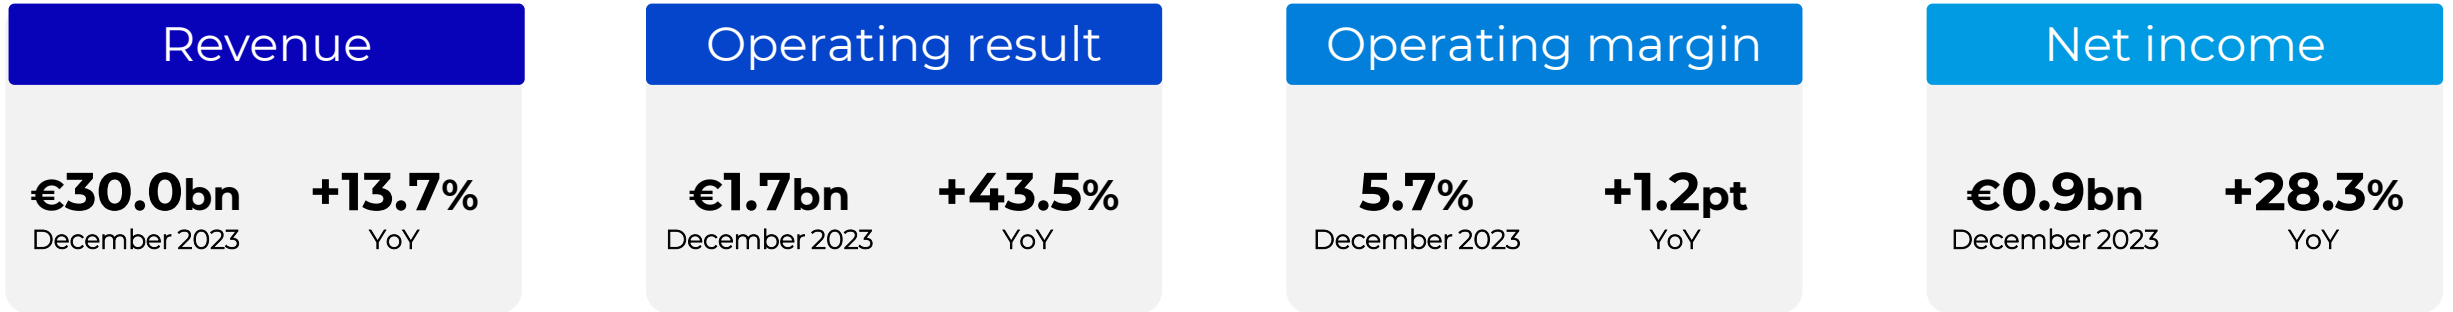 Revenue
€30.0bn +13.7%
December 2023 YoY
Operating result
€1.7bn +43.5%
December 2023 YoY
Operating margin
5.7% +1.2pt
December 2023 YoY
Net income
€0.9bn +28.3%
December 2023 YoY